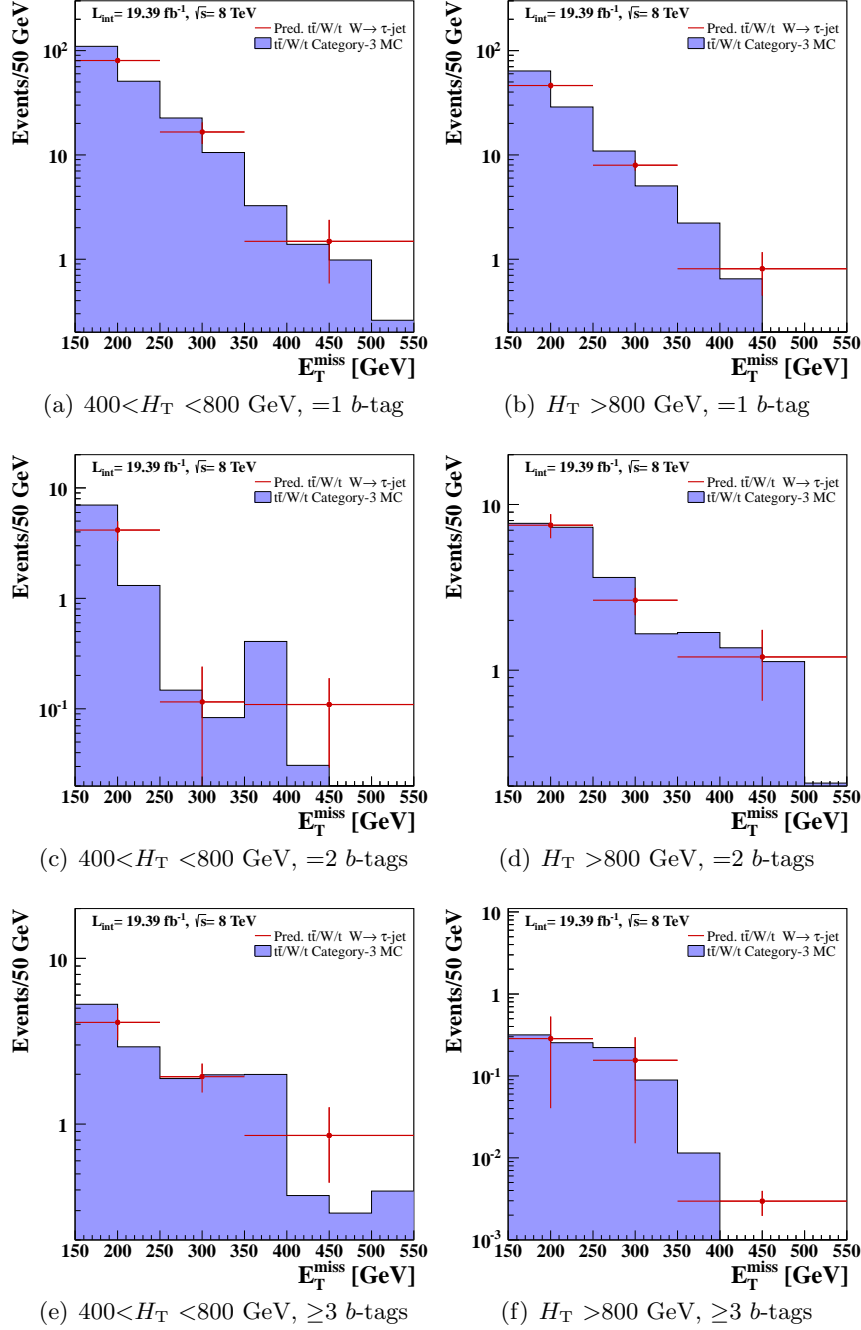 L_int= 19.39 fb⁻¹, √s= 8 TeV
Pred. tt̄/W/t W→ τ-jet
tt̄/W/t Category-3 MC
Events/50 GeV
10²
10
1
150 200 250 300 350 400 450 500 550
E_T^miss [GeV]
(a) 400<H_T <800 GeV, =1 b-tag
L_int= 19.39 fb⁻¹, √s= 8 TeV
Pred. tt̄/W/t W→ τ-jet
tt̄/W/t Category-3 MC
Events/50 GeV
10²
10
1
150 200 250 300 350 400 450 500 550
E_T^miss [GeV]
(b) H_T >800 GeV, =1 b-tag
L_int= 19.39 fb⁻¹, √s= 8 TeV
Pred. tt̄/W/t W→ τ-jet
tt̄/W/t Category-3 MC
Events/50 GeV
10
1
10⁻¹
150 200 250 300 350 400 450 500 550
E_T^miss [GeV]
(c) 400<H_T <800 GeV, =2 b-tags
L_int= 19.39 fb⁻¹, √s= 8 TeV
Pred. tt̄/W/t W→ τ-jet
tt̄/W/t Category-3 MC
Events/50 GeV
10
1
150 200 250 300 350 400 450 500 550
E_T^miss [GeV]
(d) H_T >800 GeV, =2 b-tags
L_int= 19.39 fb⁻¹, √s= 8 TeV
Pred. tt̄/W/t W→ τ-jet
tt̄/W/t Category-3 MC
Events/50 GeV
10
1
150 200 250 300 350 400 450 500 550
E_T^miss [GeV]
(e) 400<H_T <800 GeV, ≥3 b-tags
L_int= 19.39 fb⁻¹, √s= 8 TeV
Pred. tt̄/W/t W→ τ-jet
tt̄/W/t Category-3 MC
Events/50 GeV
10
1
10⁻¹
10⁻²
10⁻³
150 200 250 300 350 400 450 500 550
E_T^miss [GeV]
(f) H_T >800 GeV, ≥3 b-tags